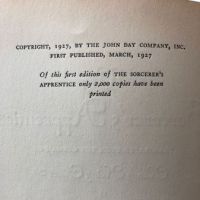 COPYRIGHT, 1927, BY THE JOHN DAY COMPANY, INC.
FIRST PUBLISHED, MARCH, 1927
Of this first edition of THE SORCERER'S
APPRENTICE only 2,000 copies have been
printed